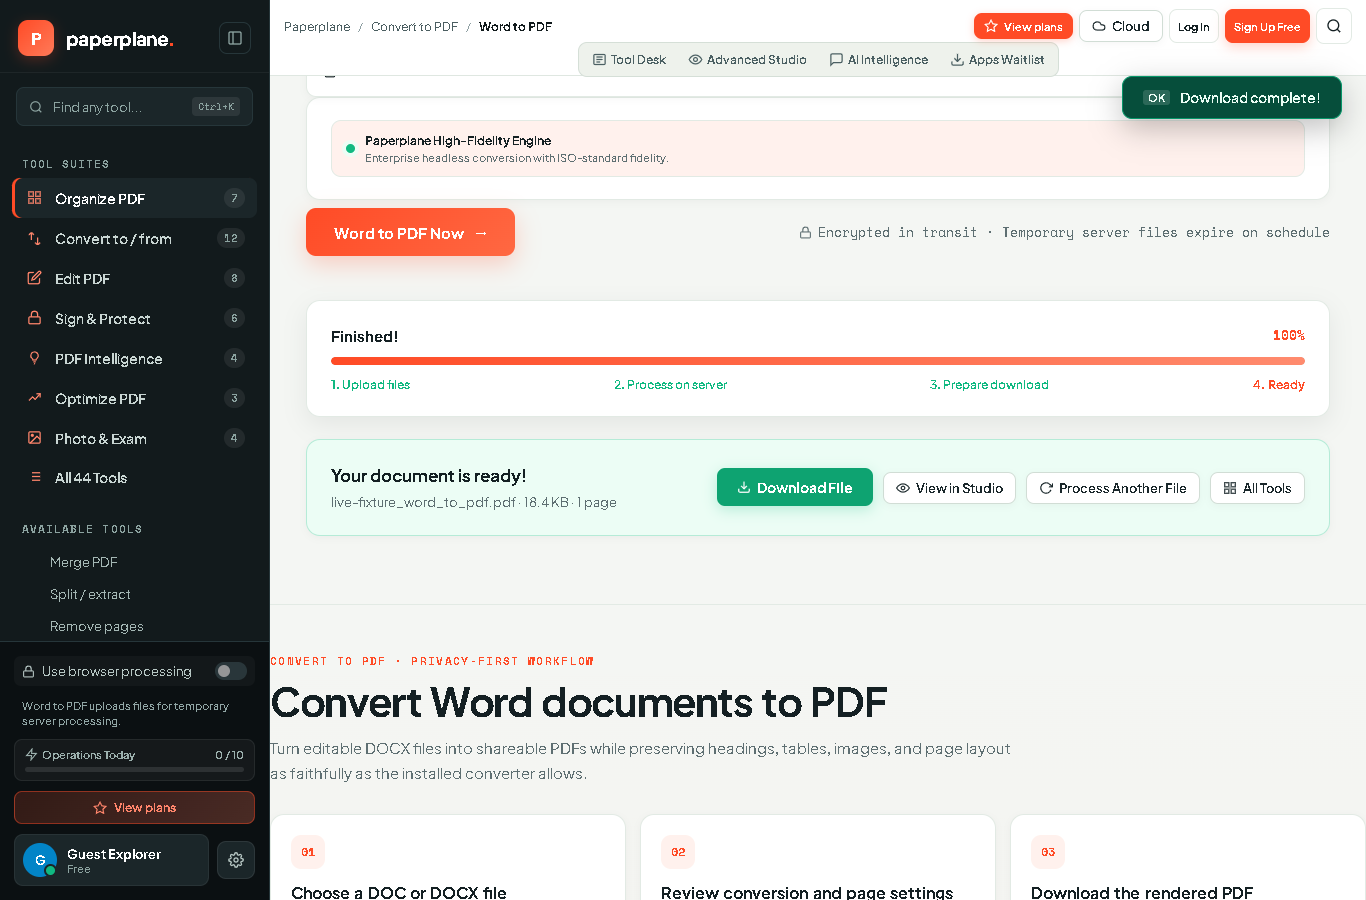 P
paperplane.
Find any tool...
Ctrl+K
TOOL SUITES
Organize PDF
7
Convert to / from
12
Edit PDF
8
Sign & Protect
6
PDF Intelligence
4
Optimize PDF
3
Photo & Exam
4
All 44 Tools
AVAILABLE TOOLS
Merge PDF
Split / extract
Remove pages
Use browser processing
Word to PDF uploads files for temporary
server processing.
Operations Today
0 / 10
View plans
G
Guest Explorer
Free
Paperplane / Convert to PDF / Word to PDF
View plans
Cloud
Log In
Sign Up Free
Tool Desk
Advanced Studio
AI Intelligence
Apps Waitlist
OK Download complete!
Paperplane High-Fidelity Engine
Enterprise headless conversion with ISO-standard fidelity.
Word to PDF Now →
Encrypted in transit · Temporary server files expire on schedule
Finished!
100%
1. Upload files
2. Process on server
3. Prepare download
4. Ready
Your document is ready!
live-fixture_word_to_pdf.pdf · 18.4 KB · 1 page
Download File
View in Studio
Process Another File
All Tools
CONVERT TO PDF · PRIVACY-FIRST WORKFLOW
Convert Word documents to PDF
Turn editable DOCX files into shareable PDFs while preserving headings, tables, images, and page layout
as faithfully as the installed converter allows.
01
Choose a DOC or DOCX file
02
Review conversion and page settings
03
Download the rendered PDF